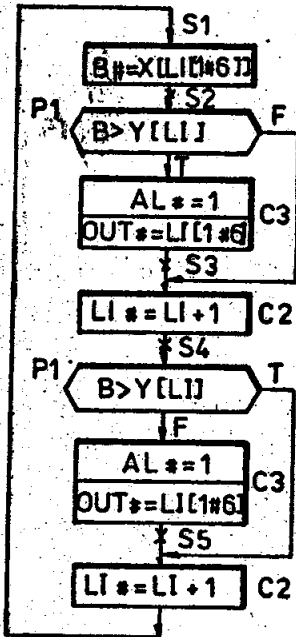 S1
B#=X[LI[1#6]]
S2
P1
F
B>Y[LI]
T
AL#=1
C3
OUT#=LI[1#6]
S3
LI#=LI+1
C2
S4
P1
T
B>Y[LI]
F
AL#=1
C3
OUT#=LI[1#6]
S5
LI#=LI+1
C2